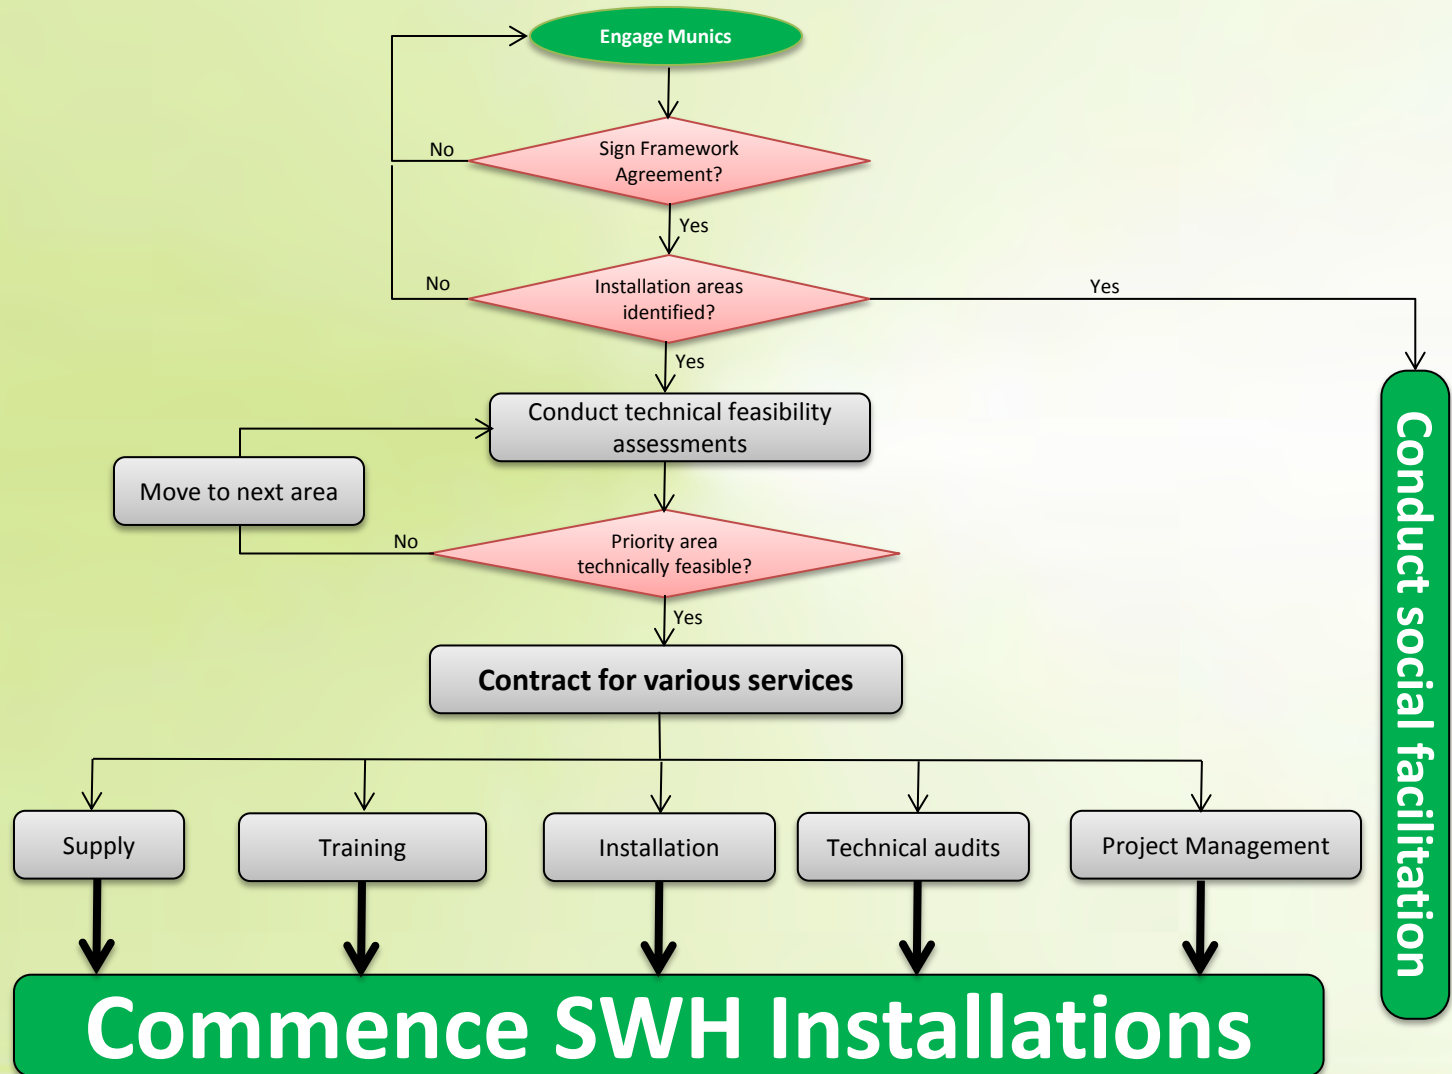 Engage Munics
Sign Framework
Agreement?
No
Yes
Installation areas
identified?
No
Yes
Yes
Conduct technical feasibility
assessments
Move to next area
Priority area
technically feasible?
No
Yes
Contract for various services
Supply
Training
Installation
Technical audits
Project Management
Conduct social facilitation
Commence SWH Installations